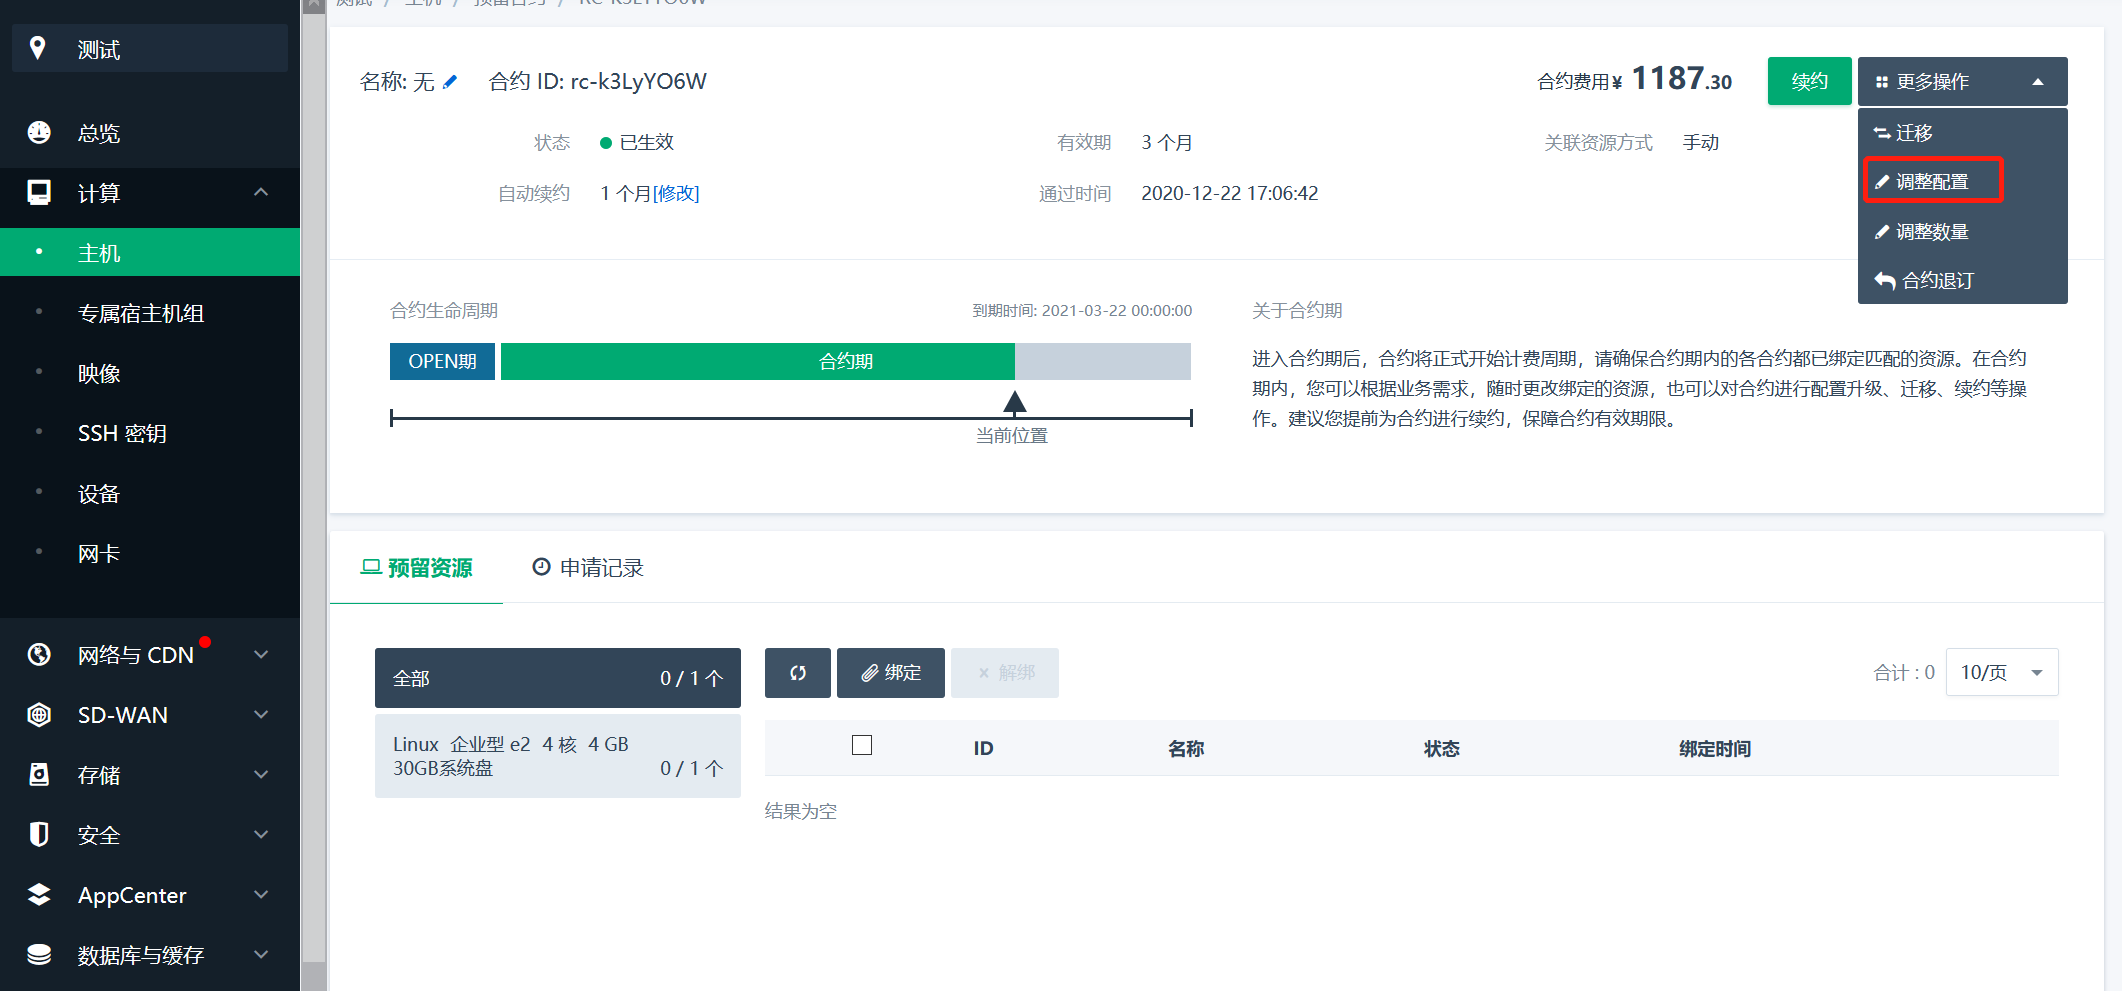 测试 / 主机 / 预留合约 / RC-K3LYYO6W
测试
总览
计算
主机
专属宿主机组
映像
SSH 密钥
设备
网卡
网络与 CDN
SD-WAN
存储
安全
AppCenter
数据库与缓存
名称: 无 合约 ID: rc-k3LyYO6W
合约费用¥ 1187.30
续约
更多操作
迁移
调整配置
调整数量
合约退订
状态 已生效
有效期 3 个月
关联资源方式 手动
自动续约 1 个月[修改]
通过时间 2020-12-22 17:06:42
合约生命周期
到期时间: 2021-03-22 00:00:00
OPEN期
合约期
当前位置
关于合约期
进入合约期后，合约将正式开始计费周期，请确保合约期内的各合约都已绑定匹配的资源。在合约
期内，您可以根据业务需求，随时更改绑定的资源，也可以对合约进行配置升级、迁移、续约等操
作。建议您提前为合约进行续约，保障合约有效期限。
预留资源
申请记录
全部 0 / 1 个
Linux 企业型 e2 4 核 4 GB
30GB系统盘 0 / 1 个
绑定
× 解绑
合计 : 0
10/页
ID 名称 状态 绑定时间
结果为空